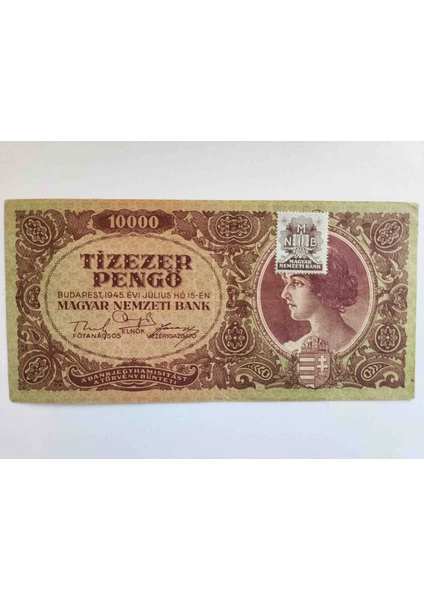 10000
TÍZEZER
PENGŐ
BUDAPEST, 1945. ÉVI JÚLIUS HÓ 15-ÉN
MAGYAR NEMZETI BANK
FŐTANÁCSOS
ELNÖK
VEZÉRIGAZGATÓ
A BANKJEGYHAMISÍTÁST
A TÖRVÉNY BÜNTETI
M
N B
MAGYAR
NEMZETI BANK